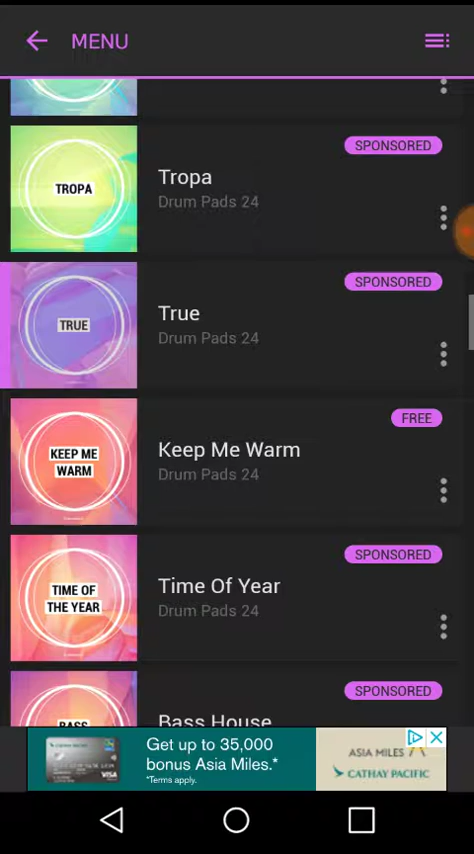 MENU
SPONSORED
TROPA
Tropa
Drum Pads 24
SPONSORED
TRUE
True
Drum Pads 24
FREE
KEEP ME
WARM
Keep Me Warm
Drum Pads 24
SPONSORED
TIME OF
THE YEAR
Time Of Year
Drum Pads 24
SPONSORED
BASS
Bass House
Get up to 35,000
bonus Asia Miles.*
*Terms apply.
VISA
ASIA MILES
CATHAY PACIFIC